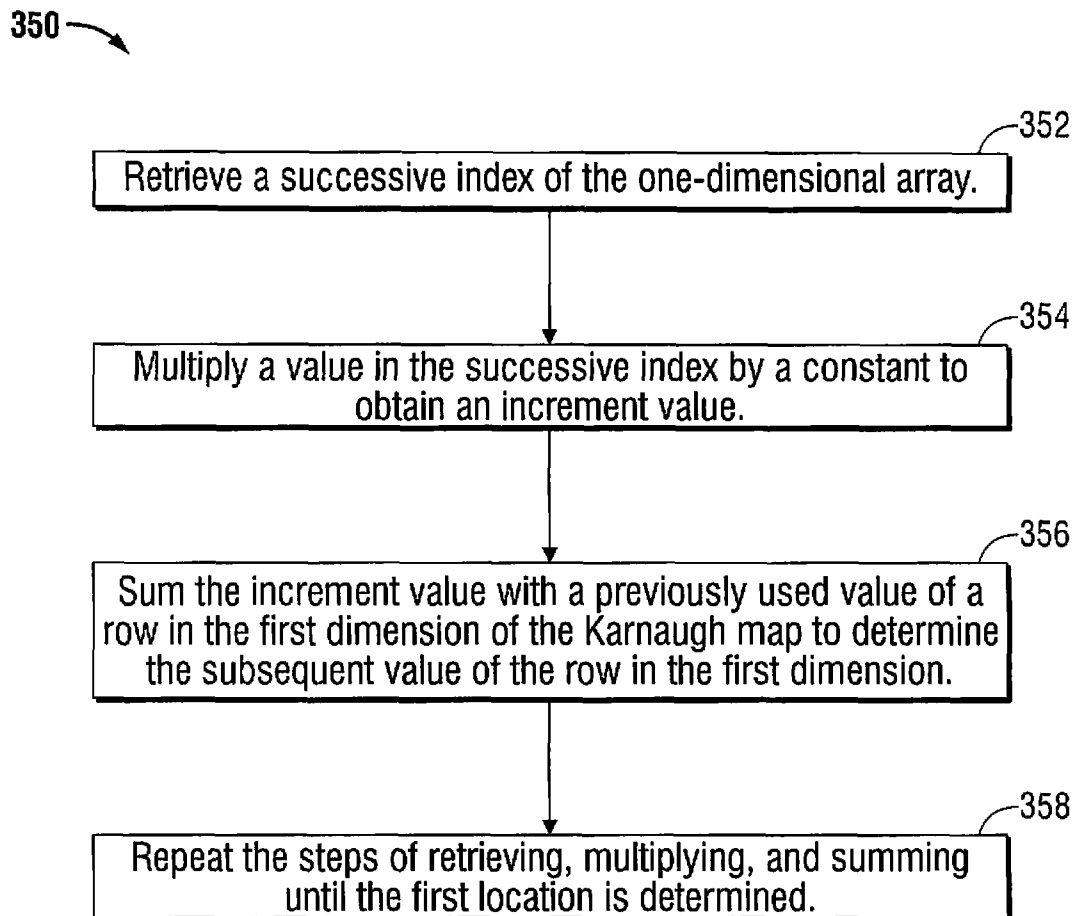 350
352
Retrieve a successive index of the one-dimensional array.
354
Multiply a value in the successive index by a constant to
obtain an increment value.
356
Sum the increment value with a previously used value of a
row in the first dimension of the Karnaugh map to determine
the subsequent value of the row in the first dimension.
358
Repeat the steps of retrieving, multiplying, and summing
until the first location is determined.